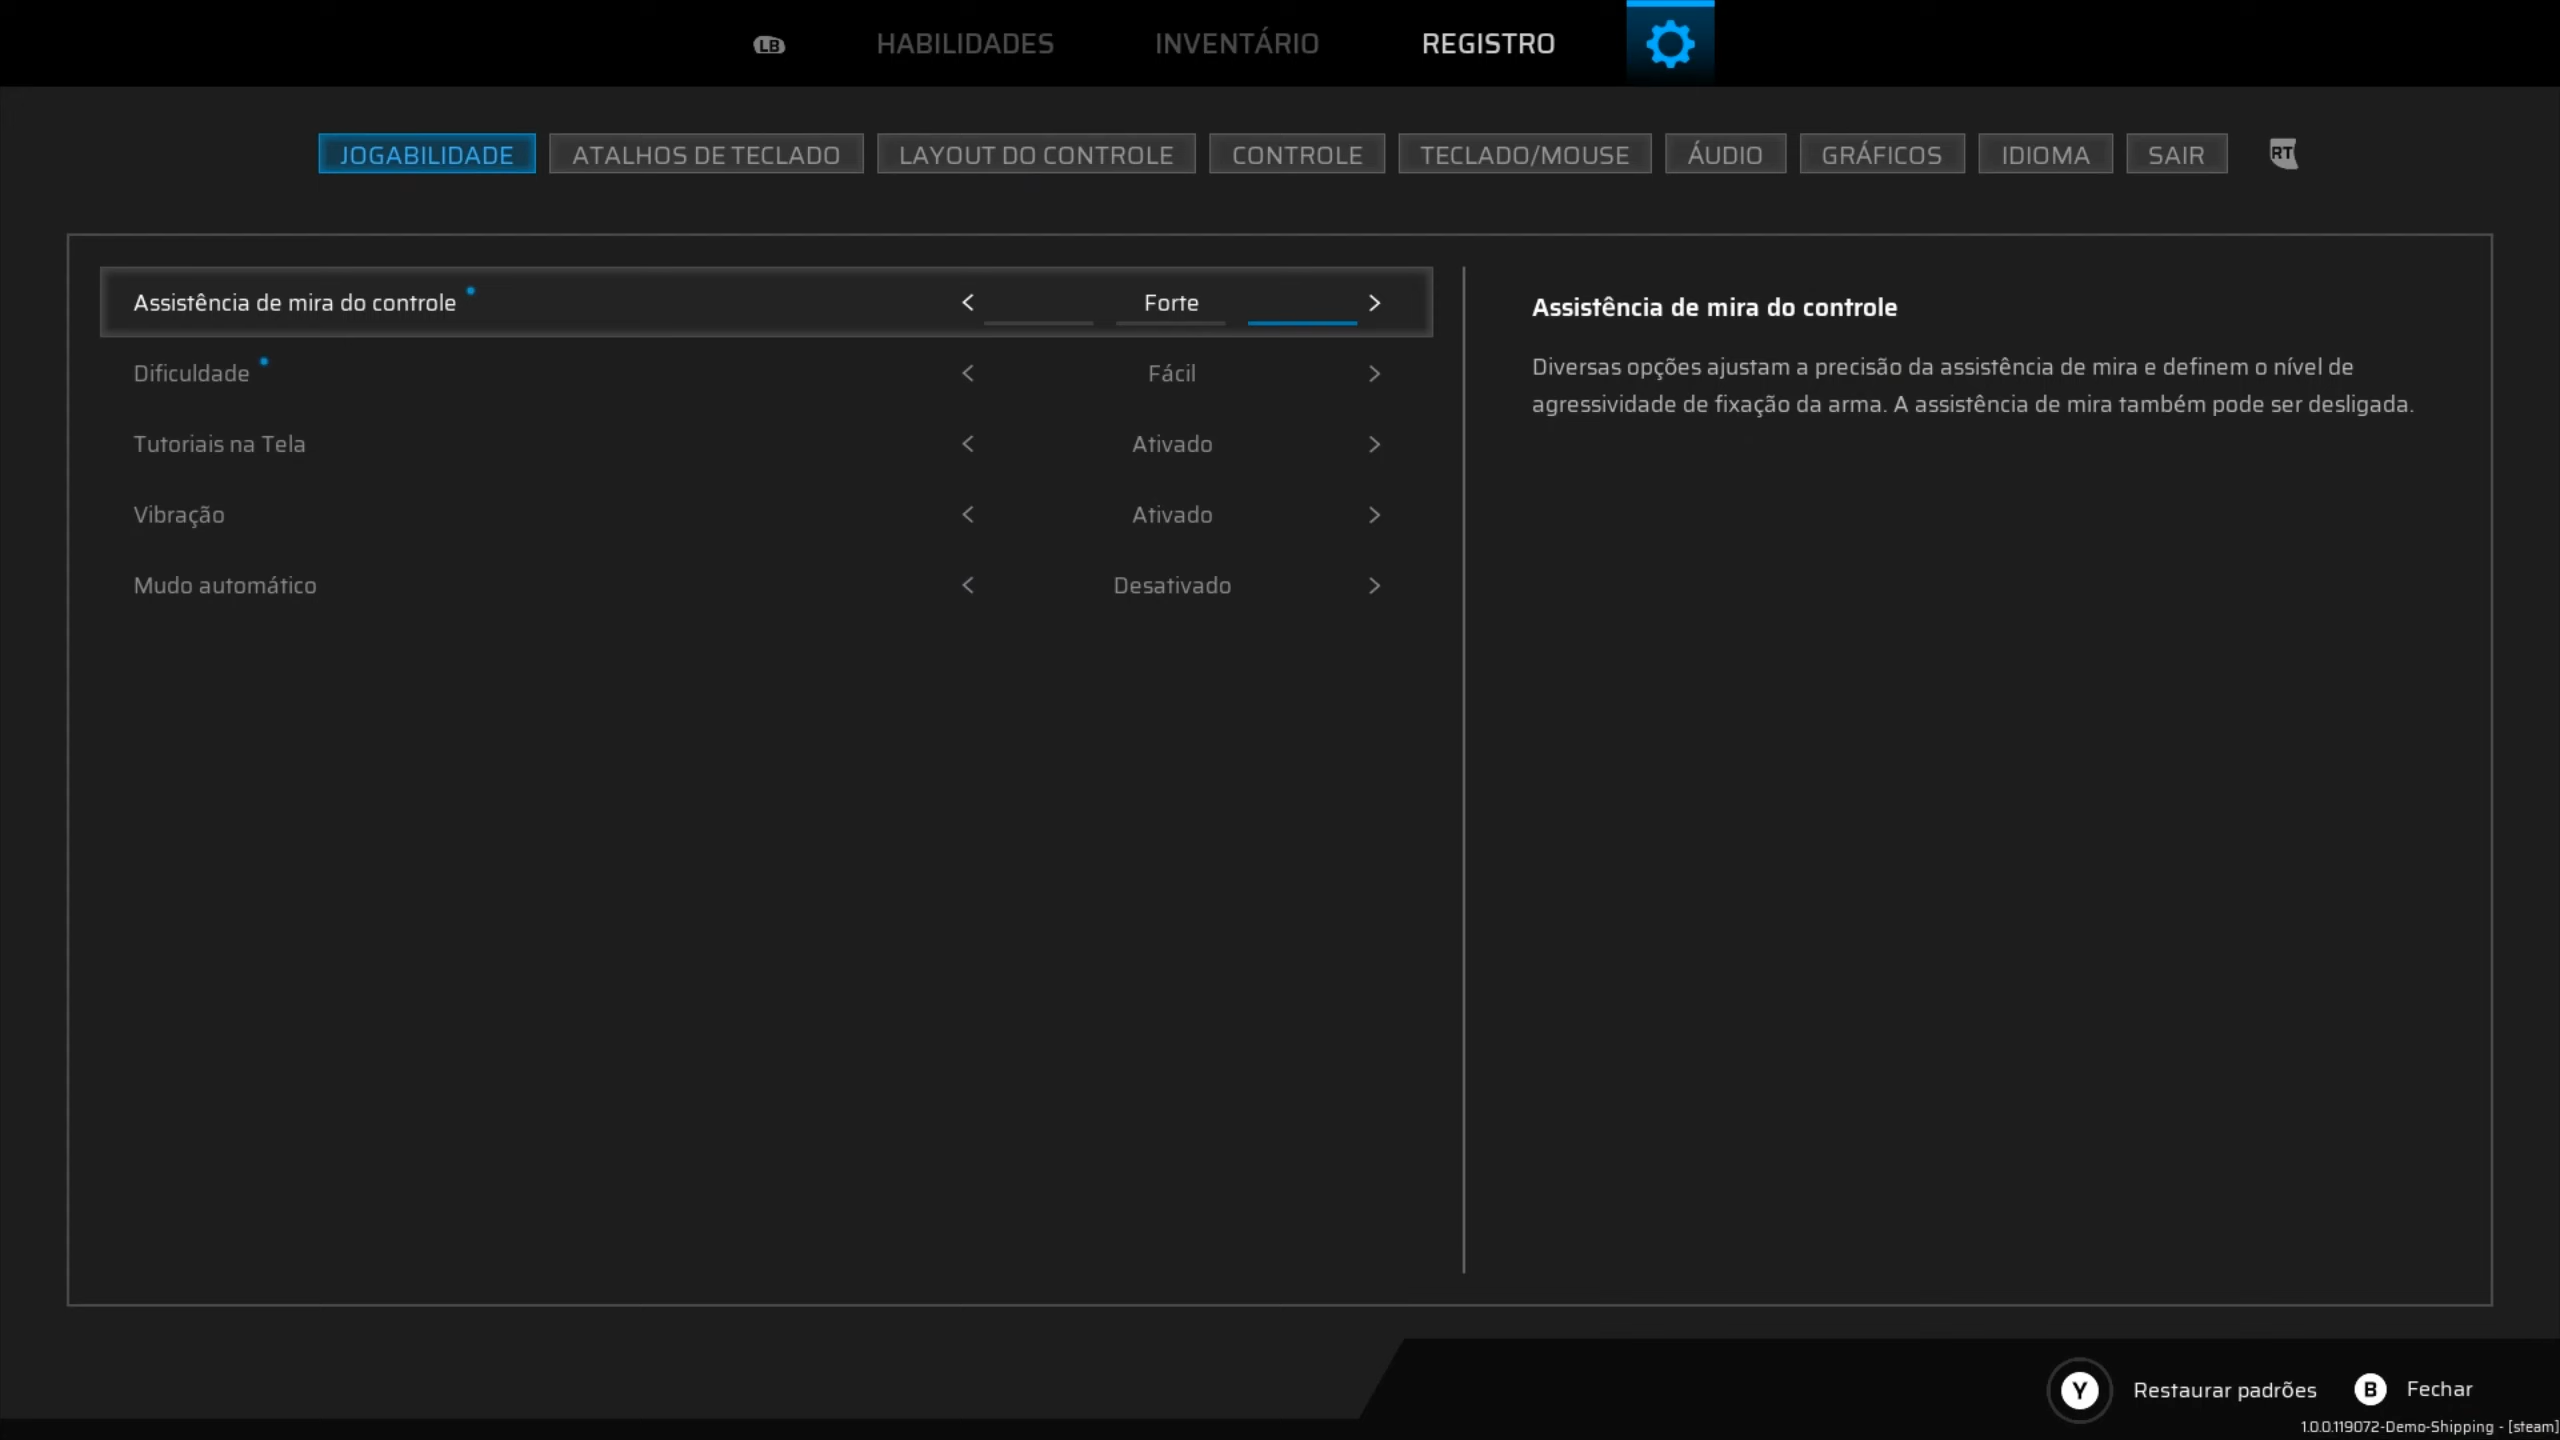 LB HABILIDADES INVENTÁRIO REGISTRO
JOGABILIDADE ATALHOS DE TECLADO LAYOUT DO CONTROLE CONTROLE TECLADO/MOUSE ÁUDIO GRÁFICOS IDIOMA SAIR RT
Assistência de mira do controle < Forte >
Dificuldade < Fácil >
Tutoriais na Tela < Ativado >
Vibração < Ativado >
Mudo automático < Desativado >
Assistência de mira do controle
Diversas opções ajustam a precisão da assistência de mira e definem o nível de
agressividade de fixação da arma. A assistência de mira também pode ser desligada.
Y Restaurar padrões B Fechar
1.0.0.119072-Demo-Shipping - [steam]